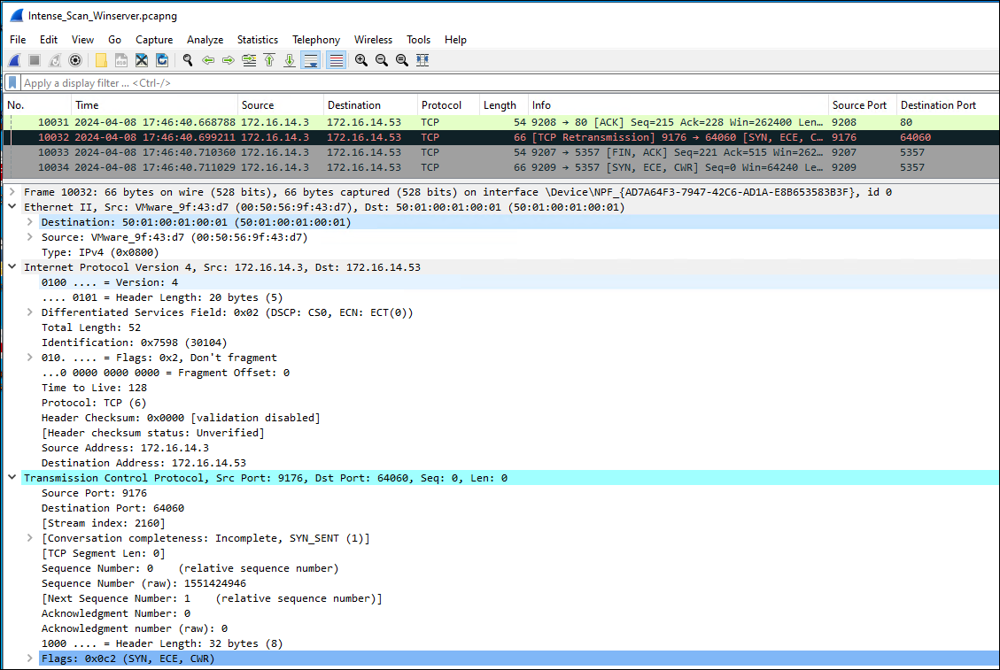 Intense_Scan_Winserver.pcapng
File Edit View Go Capture Analyze Statistics Telephony Wireless Tools Help
Apply a display filter ... <Ctrl-/>
No. Time Source Destination Protocol Length Info Source Port Destination Port
10031 2024-04-08 17:46:40.668788 172.16.14.3 172.16.14.53 TCP 54 9208 → 80 [ACK] Seq=215 Ack=228 Win=262400 Len… 9208 80
10032 2024-04-08 17:46:40.699211 172.16.14.3 172.16.14.53 TCP 66 [TCP Retransmission] 9176 → 64060 [SYN, ECE, C… 9176 64060
10033 2024-04-08 17:46:40.710360 172.16.14.3 172.16.14.53 TCP 54 9207 → 5357 [FIN, ACK] Seq=221 Ack=515 Win=262… 9207 5357
10034 2024-04-08 17:46:40.711029 172.16.14.3 172.16.14.53 TCP 66 9209 → 5357 [SYN, ECE, CWR] Seq=0 Win=64240 Le… 9209 5357
Frame 10032: 66 bytes on wire (528 bits), 66 bytes captured (528 bits) on interface \Device\NPF_{AD7A64F3-7947-42C6-AD1A-E8B653583B3F}, id 0
Ethernet II, Src: VMware_9f:43:d7 (00:50:56:9f:43:d7), Dst: 50:01:00:01:00:01 (50:01:00:01:00:01)
Destination: 50:01:00:01:00:01 (50:01:00:01:00:01)
Source: VMware_9f:43:d7 (00:50:56:9f:43:d7)
Type: IPv4 (0x0800)
Internet Protocol Version 4, Src: 172.16.14.3, Dst: 172.16.14.53
0100 .... = Version: 4
.... 0101 = Header Length: 20 bytes (5)
Differentiated Services Field: 0x02 (DSCP: CS0, ECN: ECT(0))
Total Length: 52
Identification: 0x7598 (30104)
010. .... = Flags: 0x2, Don't fragment
...0 0000 0000 0000 = Fragment Offset: 0
Time to Live: 128
Protocol: TCP (6)
Header Checksum: 0x0000 [validation disabled]
[Header checksum status: Unverified]
Source Address: 172.16.14.3
Destination Address: 172.16.14.53
Transmission Control Protocol, Src Port: 9176, Dst Port: 64060, Seq: 0, Len: 0
Source Port: 9176
Destination Port: 64060
[Stream index: 2160]
[Conversation completeness: Incomplete, SYN_SENT (1)]
[TCP Segment Len: 0]
Sequence Number: 0 (relative sequence number)
Sequence Number (raw): 1551424946
[Next Sequence Number: 1 (relative sequence number)]
Acknowledgment Number: 0
Acknowledgment number (raw): 0
1000 .... = Header Length: 32 bytes (8)
Flags: 0x0c2 (SYN, ECE, CWR)